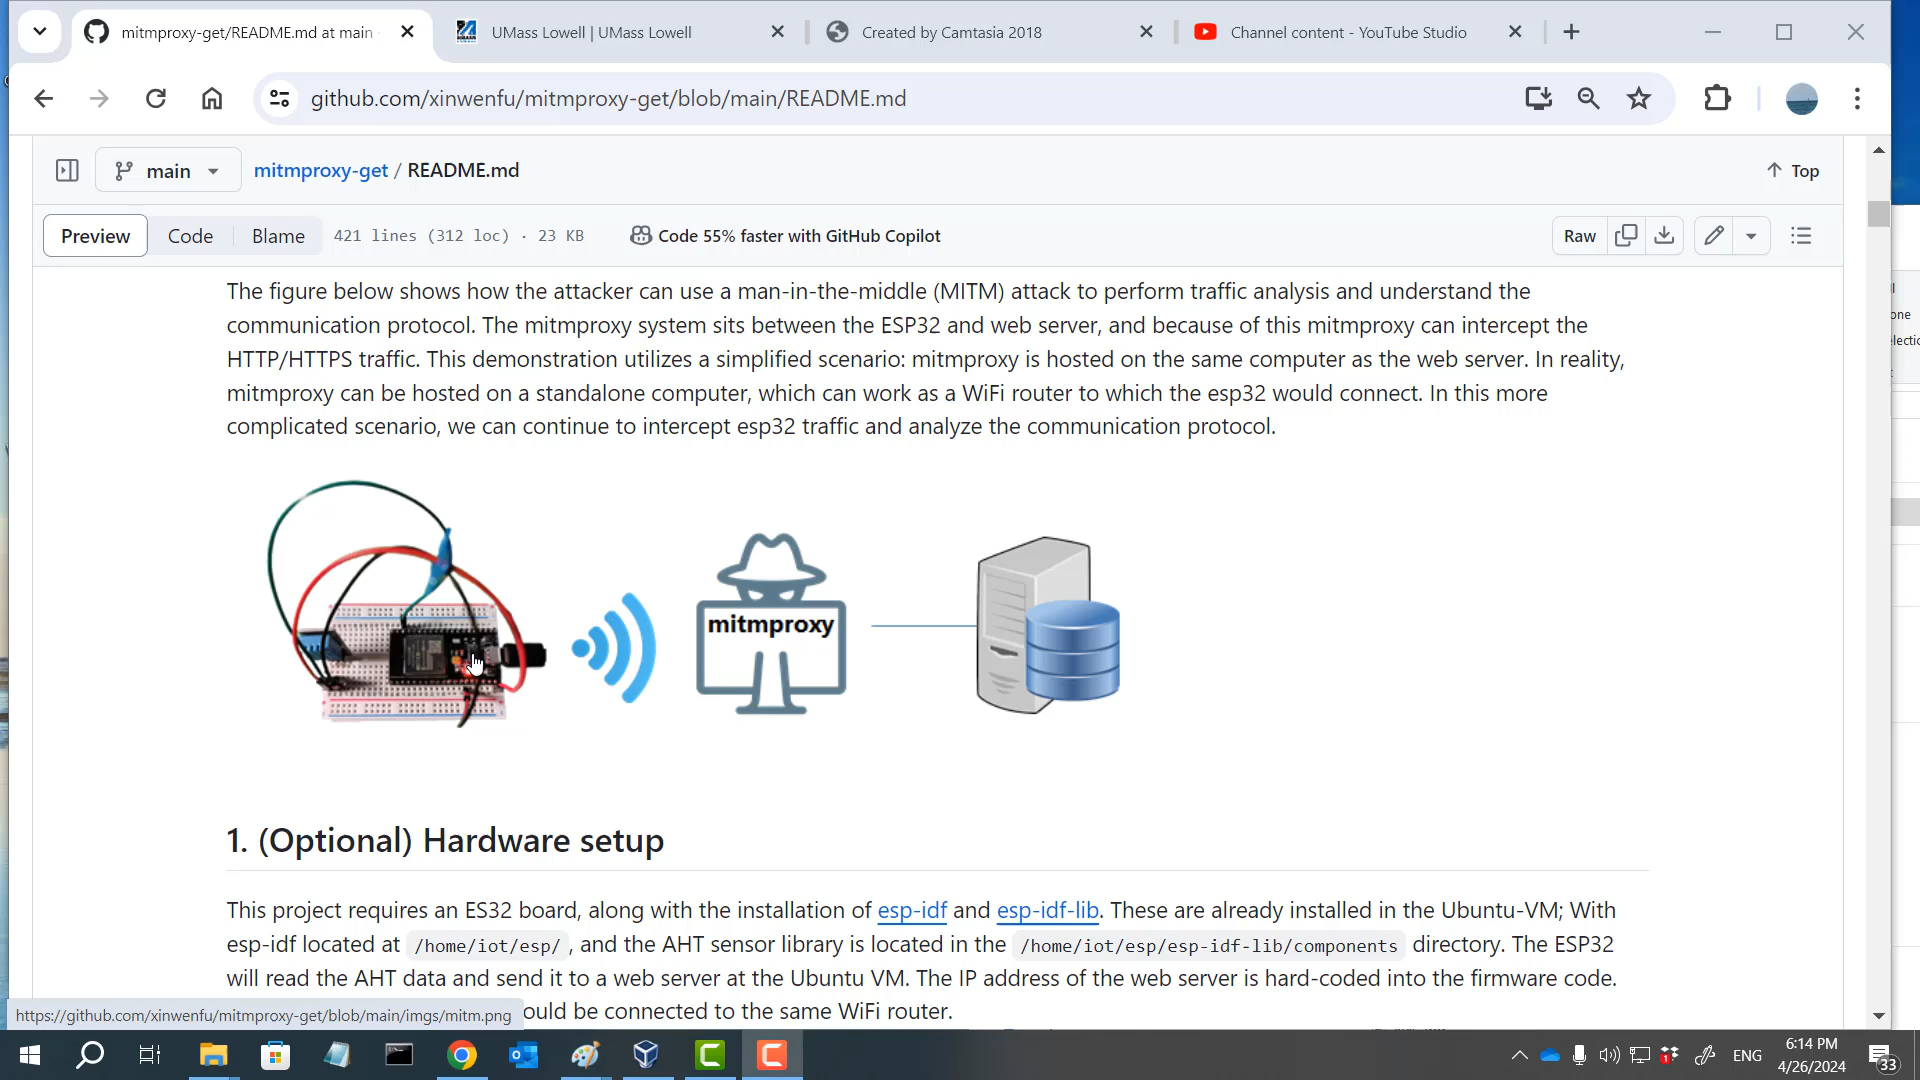 mitmproxy-get/README.md at main
UMass Lowell | UMass Lowell
Created by Camtasia 2018
Channel content - YouTube Studio
github.com/xinwenfu/mitmproxy-get/blob/main/README.md
main
mitmproxy-get / README.md
Top
Preview
Code
Blame
421 lines (312 loc) · 23 KB
Code 55% faster with GitHub Copilot
Raw
The figure below shows how the attacker can use a man-in-the-middle (MITM) attack to perform traffic analysis and understand the
communication protocol. The mitmproxy system sits between the ESP32 and web server, and because of this mitmproxy can intercept the
HTTP/HTTPS traffic. This demonstration utilizes a simplified scenario: mitmproxy is hosted on the same computer as the web server. In reality,
mitmproxy can be hosted on a standalone computer, which can work as a WiFi router to which the esp32 would connect. In this more
complicated scenario, we can continue to intercept esp32 traffic and analyze the communication protocol.
mitmproxy
1. (Optional) Hardware setup
This project requires an ES32 board, along with the installation of esp-idf and esp-idf-lib. These are already installed in the Ubuntu-VM; With
esp-idf located at /home/iot/esp/, and the AHT sensor library is located in the /home/iot/esp/esp-idf-lib/components directory. The ESP32
will read the AHT data and send it to a web server at the Ubuntu VM. The IP address of the web server is hard-coded into the firmware code.
ould be connected to the same WiFi router.
https://github.com/xinwenfu/mitmproxy-get/blob/main/imgs/mitm.png
ENG
6:14 PM
4/26/2024
33